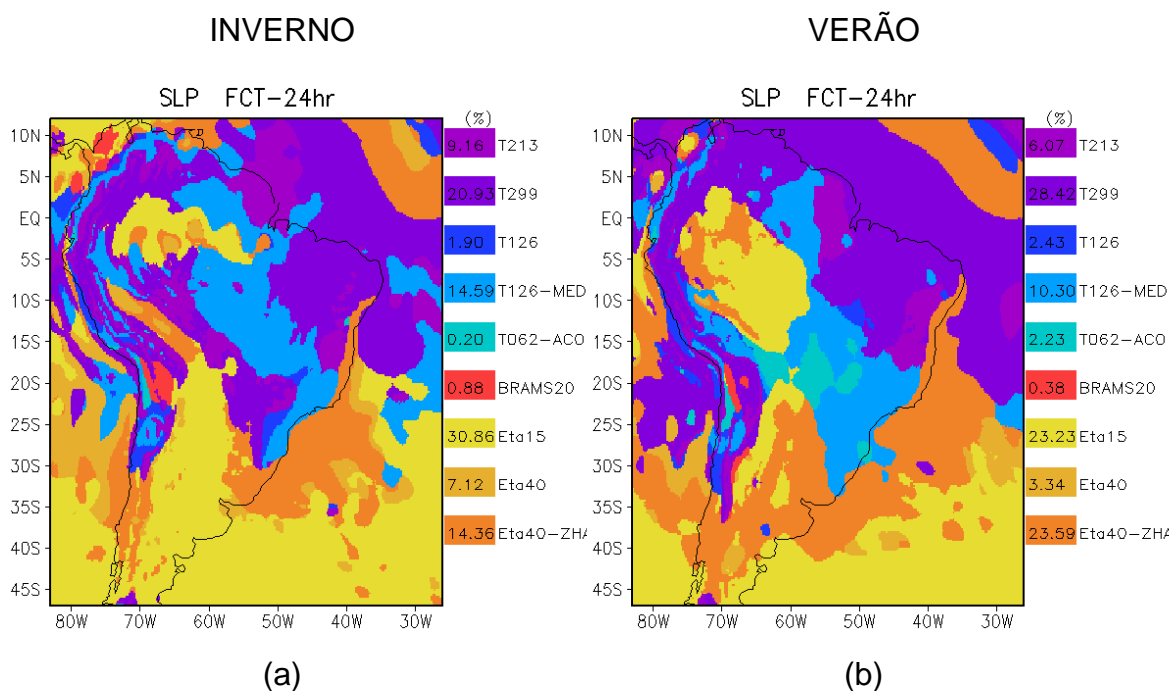 INVERNO
SLP FCT-24hr
(%)
9.16 T213
20.93 T299
1.90 T126
14.59 T126-MED
0.20 T062-ACO
0.88 BRAMS20
30.86 Eta15
7.12 Eta40
14.36 Eta40-ZHA
10N
5N
EQ
5S
10S
15S
20S
25S
30S
35S
40S
45S
80W 70W 60W 50W 40W 30W
(a)
VERÃO
SLP FCT-24hr
(%)
6.07 T213
28.42 T299
2.43 T126
10.30 T126-MED
2.23 T062-ACO
0.38 BRAMS20
23.23 Eta15
3.34 Eta40
23.59 Eta40-ZHA
10N
5N
EQ
5S
10S
15S
20S
25S
30S
35S
40S
45S
80W 70W 60W 50W 40W 30W
(b)